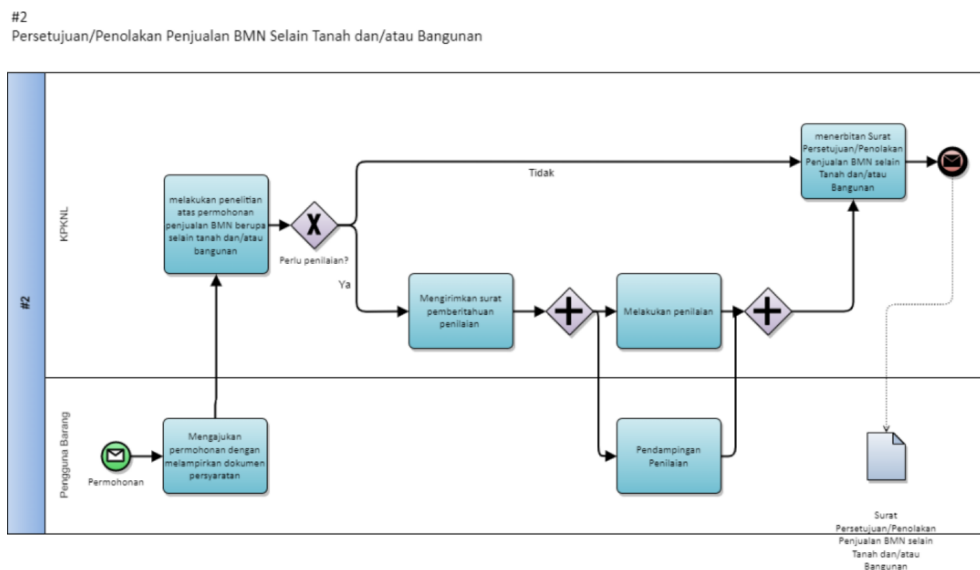 #2
Persetujuan/Penolakan Penjualan BMN Selain Tanah dan/atau Bangunan
#2
KPKNL
menerbitan Surat
Persetujuan/Penolakan
Penjualan BMN selain
Tanah dan/atau
Bangunan
Tidak
melakukan penelitian
atas permohonan
penjualan BMN berupa
selain tanah dan/atau
bangunan
Perlu penilaian?
Ya
Mengirimkan surat
pemberitahuan
penilaian
Melakukan penilaian
Pengguna Barang
Permohonan
Mengajukan
permohonan dengan
melampirkan dokumen
persyaratan
Pendampingan
Penilaian
Surat
Persetujuan/Penolakan
Penjualan BMN selain
Tanah dan/atau
Bangunan